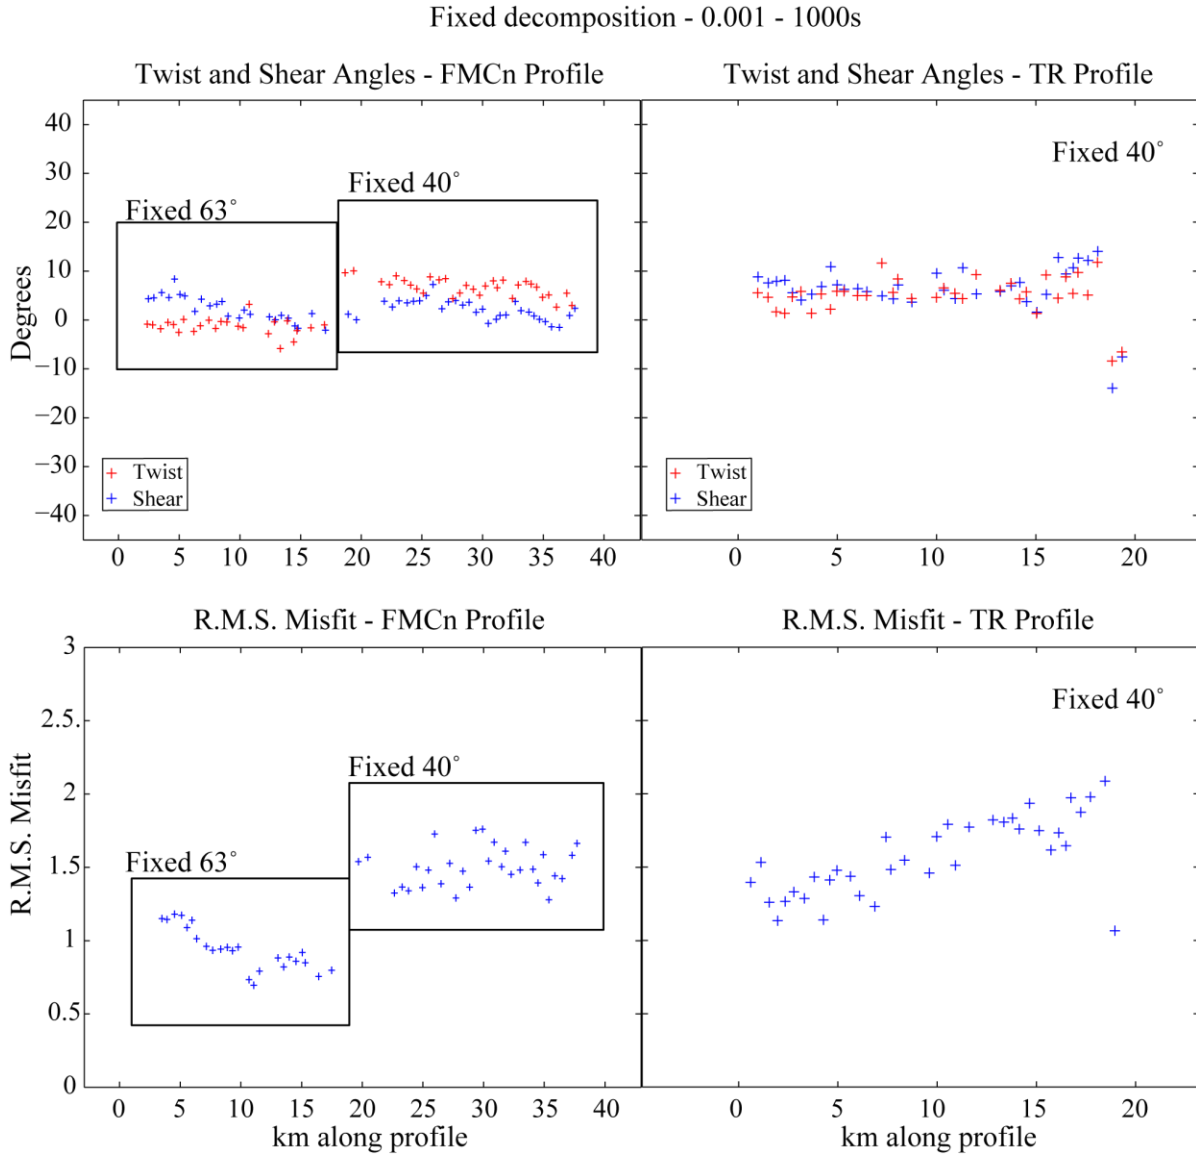 Fixed decomposition - 0.001 - 1000s
Twist and Shear Angles - FMCn Profile
Twist and Shear Angles - TR Profile
40
30
20
10
0
−10
−20
−30
−40
Degrees
Fixed 63°
Fixed 40°
Twist
Shear
0 5 10 15 20 25 30 35 40
Fixed 40°
Twist
Shear
0 5 10 15 20
R.M.S. Misfit - FMCn Profile
R.M.S. Misfit - TR Profile
3
2.5.
2
1.5
1
0.5
0
R.M.S. Misfit
Fixed 63°
Fixed 40°
0 5 10 15 20 25 30 35 40
km along profile
Fixed 40°
0 5 10 15 20
km along profile